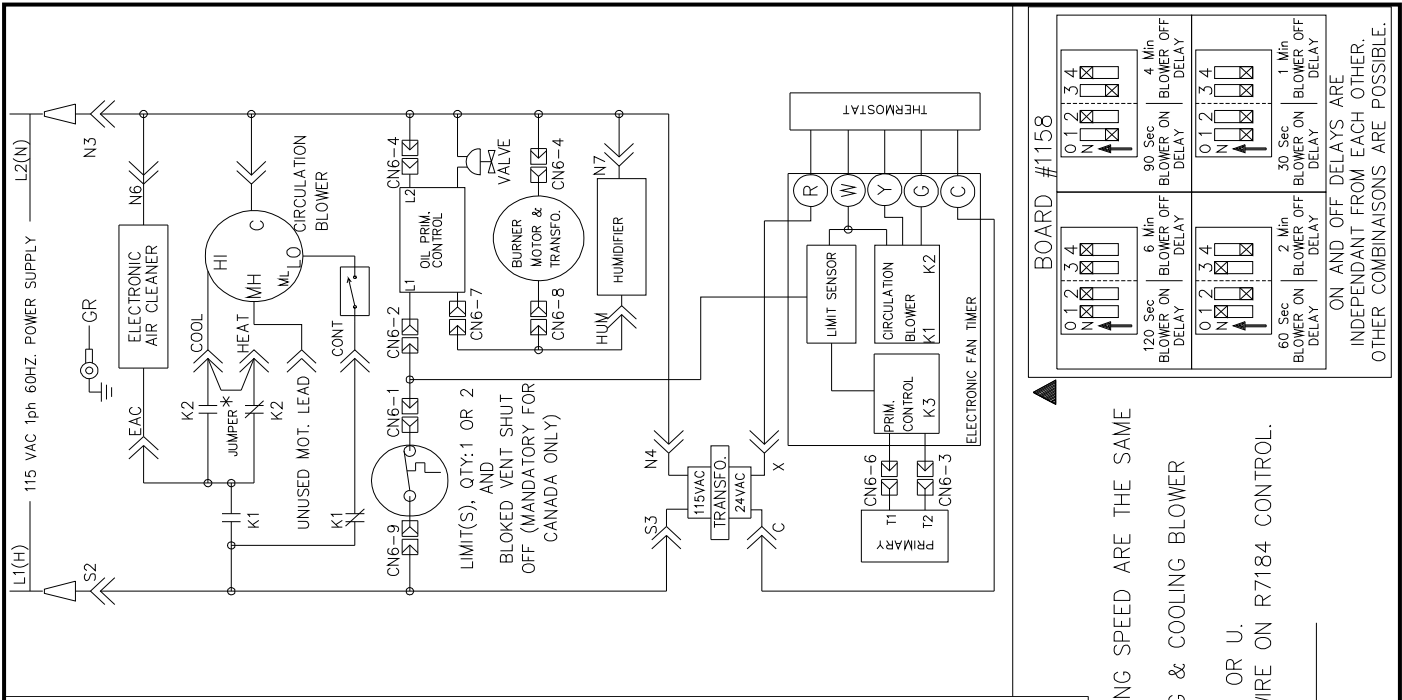 L1(H)
115 VAC 1ph 60HZ. POWER SUPPLY
L2(N)
S2
N3
GR
EAC
ELECTRONIC
AIR CLEANER
N6
K1
K2
JUMPER*
K2
COOL
HEAT
HI
MH
ML
LO
C
CIRCULATION
BLOWER
UNUSED MOT. LEAD
K1
CONT
CN6-9
CN6-1
CN6-2
L1
OIL PRIM.
CONTROL
L2
CN6-4
LIMIT(S), QTY:1 OR 2
AND
BLOKED VENT SHUT
OFF (MANDATORY FOR
CANADA ONLY)
CN6-7
VALVE
CN6-8
BURNER
MOTOR &
TRANSFO.
CN6-4
HUM
HUMIDIFIER
N7
S3
N4
115VAC
TRANSFO.
24VAC
C
X
PRIMARY
T1
T2
CN6-6
CN6-3
PRIM.
CONTROL
K3
LIMIT SENSOR
CIRCULATION
BLOWER
K1
K2
R
W
Y
G
C
THERMOSTAT
ELECTRONIC FAN TIMER
BOARD #1158
O
N
1 2 3 4
120 Sec
BLOWER ON
DELAY
6 Min
BLOWER OFF
DELAY
O
N
1 2 3 4
90 Sec
BLOWER ON
DELAY
4 Min
BLOWER OFF
DELAY
O
N
1 2 3 4
60 Sec
BLOWER ON
DELAY
2 Min
BLOWER OFF
DELAY
O
N
1 2 3 4
30 Sec
BLOWER ON
DELAY
1 Min
BLOWER OFF
DELAY
ON AND OFF DELAYS ARE
INDEPENDANT FROM EACH OTHER.
OTHER COMBINAISONS ARE POSSIBLE.
NG SPEED ARE THE SAME
G & COOLING BLOWER
OR U.
WIRE ON R7184 CONTROL.